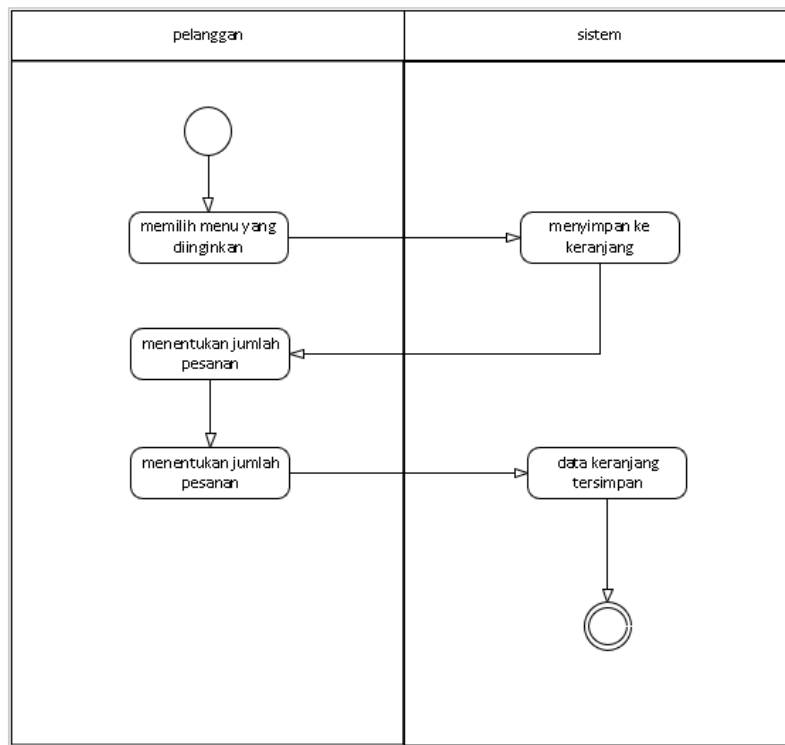 pelanggan
sistem
memilih menu yang
diinginkan
menyimpan ke
keranjang
menentukan jumlah
pesanan
menentukan jumlah
pesanan
data keranjang
tersimpan